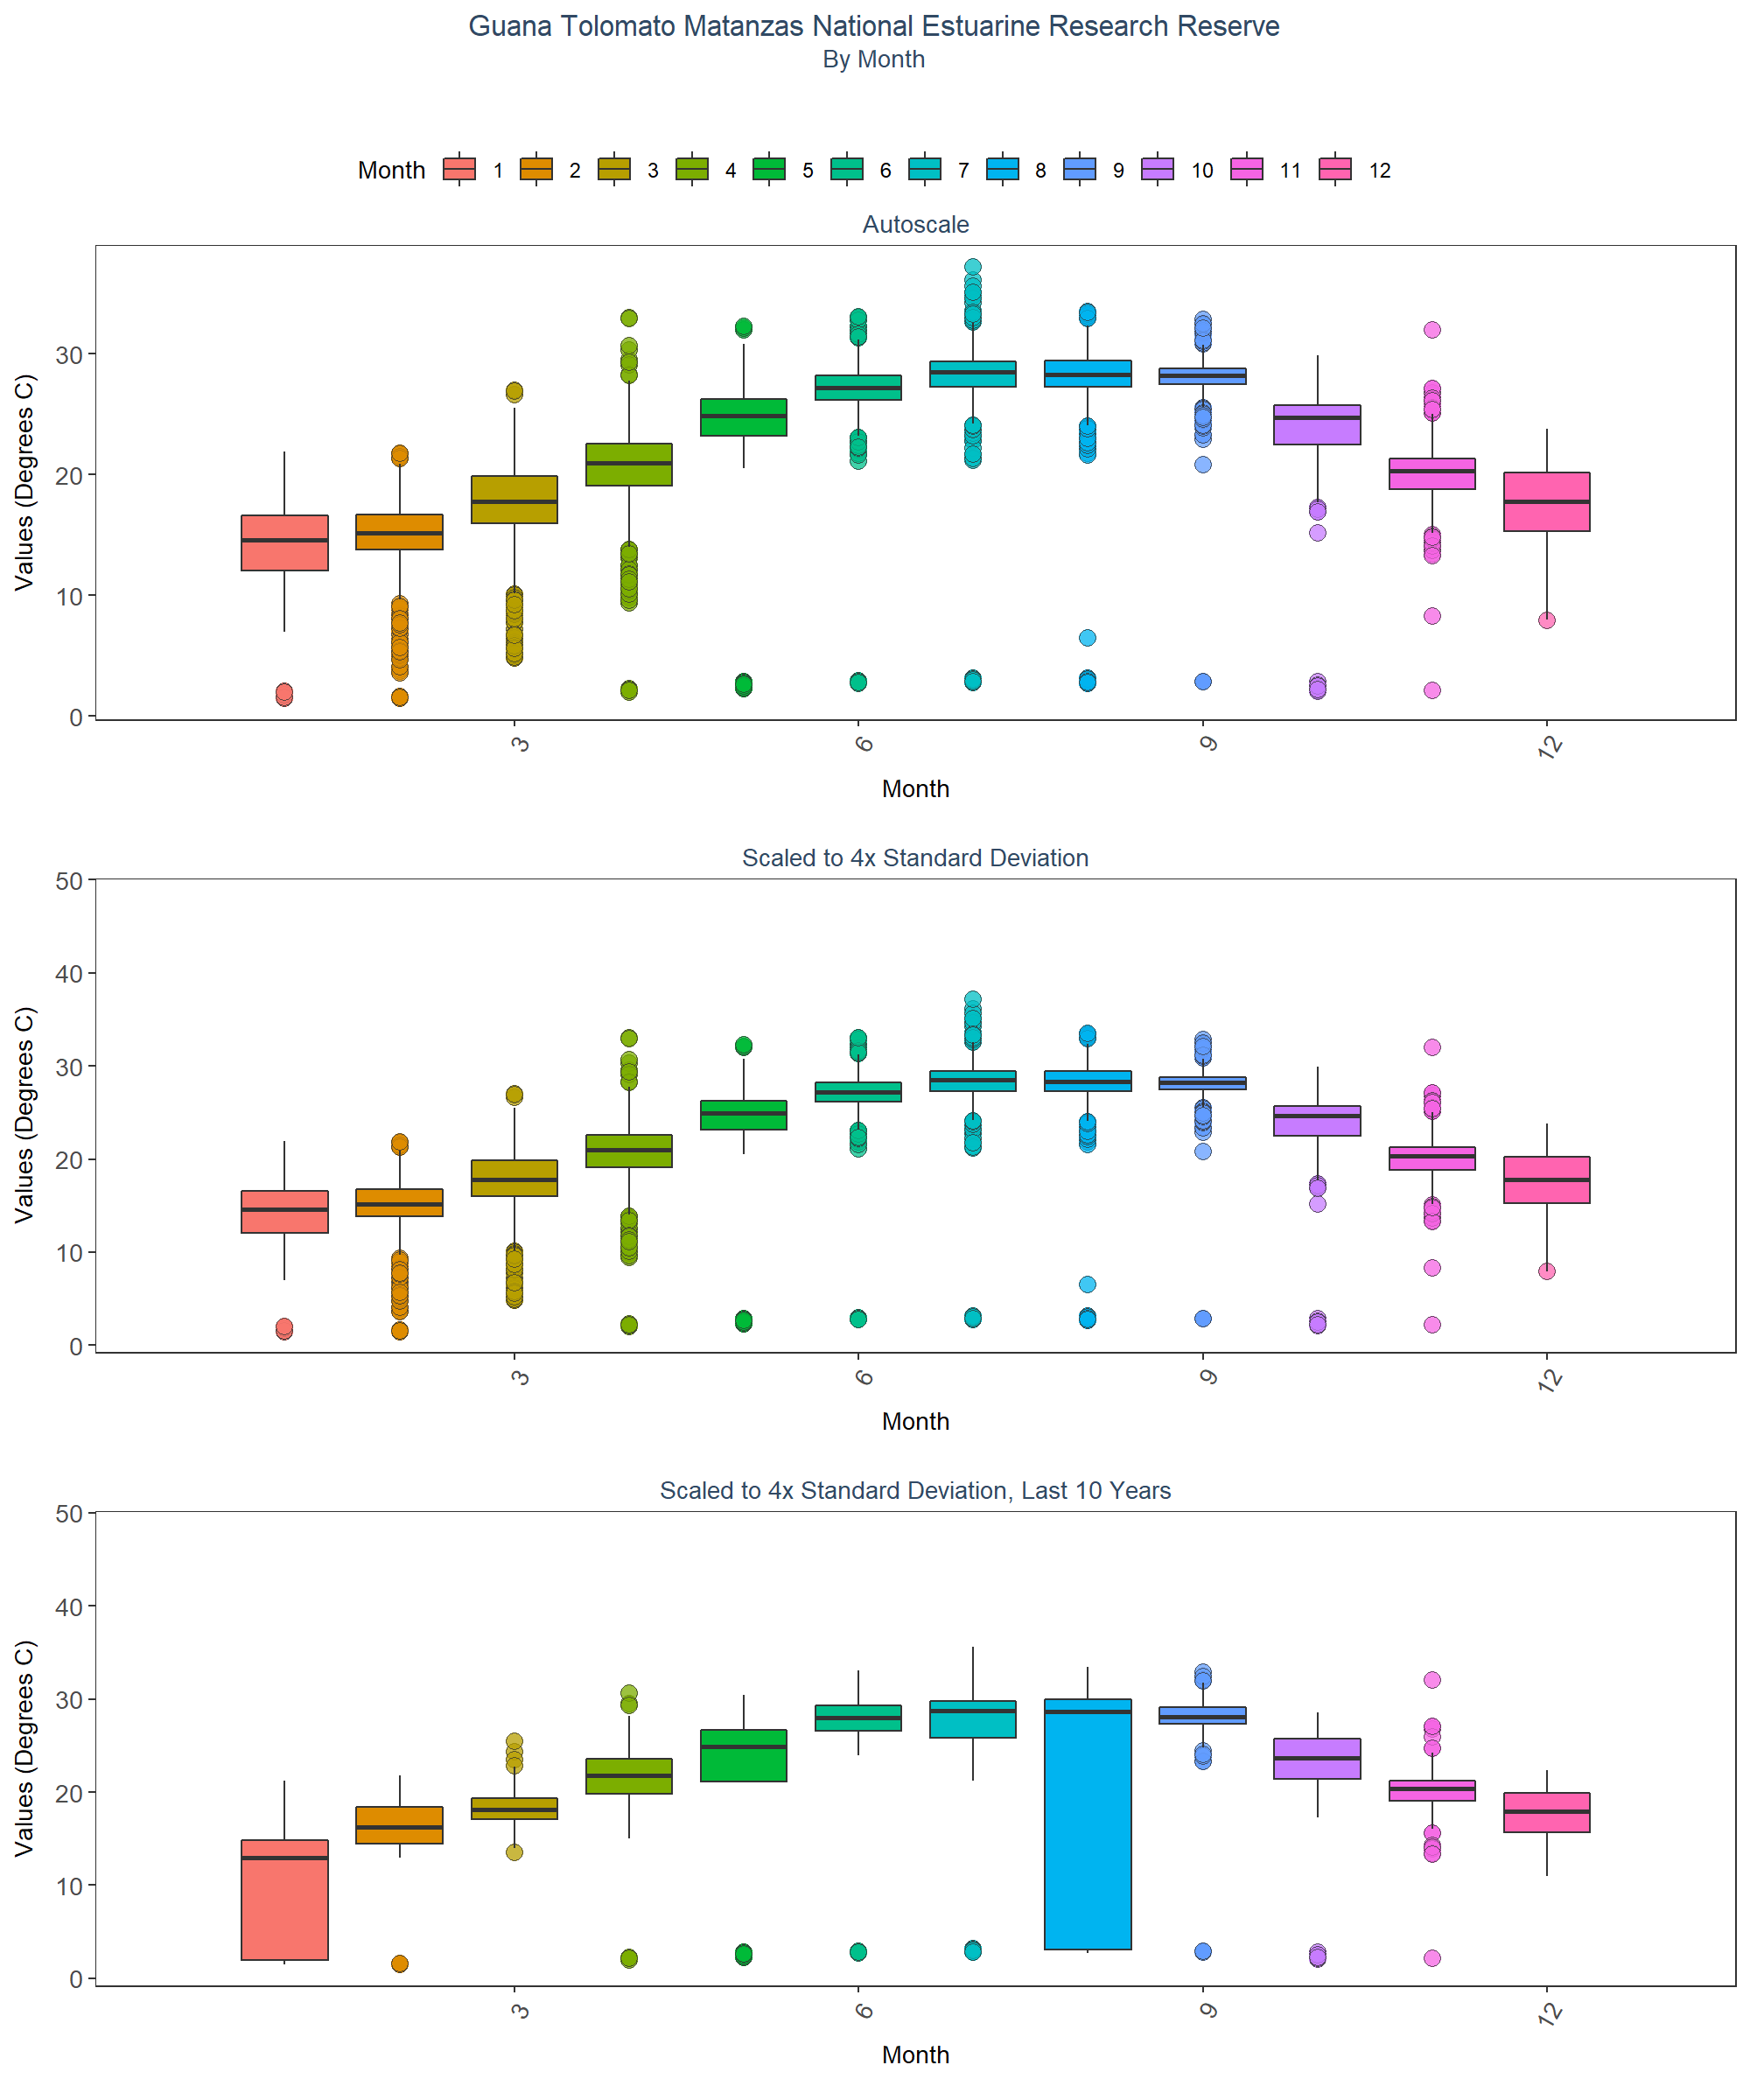 Guana Tolomato Matanzas National Estuarine Research Reserve
By Month
Month 1 2 3 4 5 6 7 8 9 10 11 12
Autoscale
Values (Degrees C)
30
20
10
0
3 6 9 12
Month
Scaled to 4x Standard Deviation
Values (Degrees C)
50
40
30
20
10
0
3 6 9 12
Month
Scaled to 4x Standard Deviation, Last 10 Years
Values (Degrees C)
50
40
30
20
10
0
3 6 9 12
Month